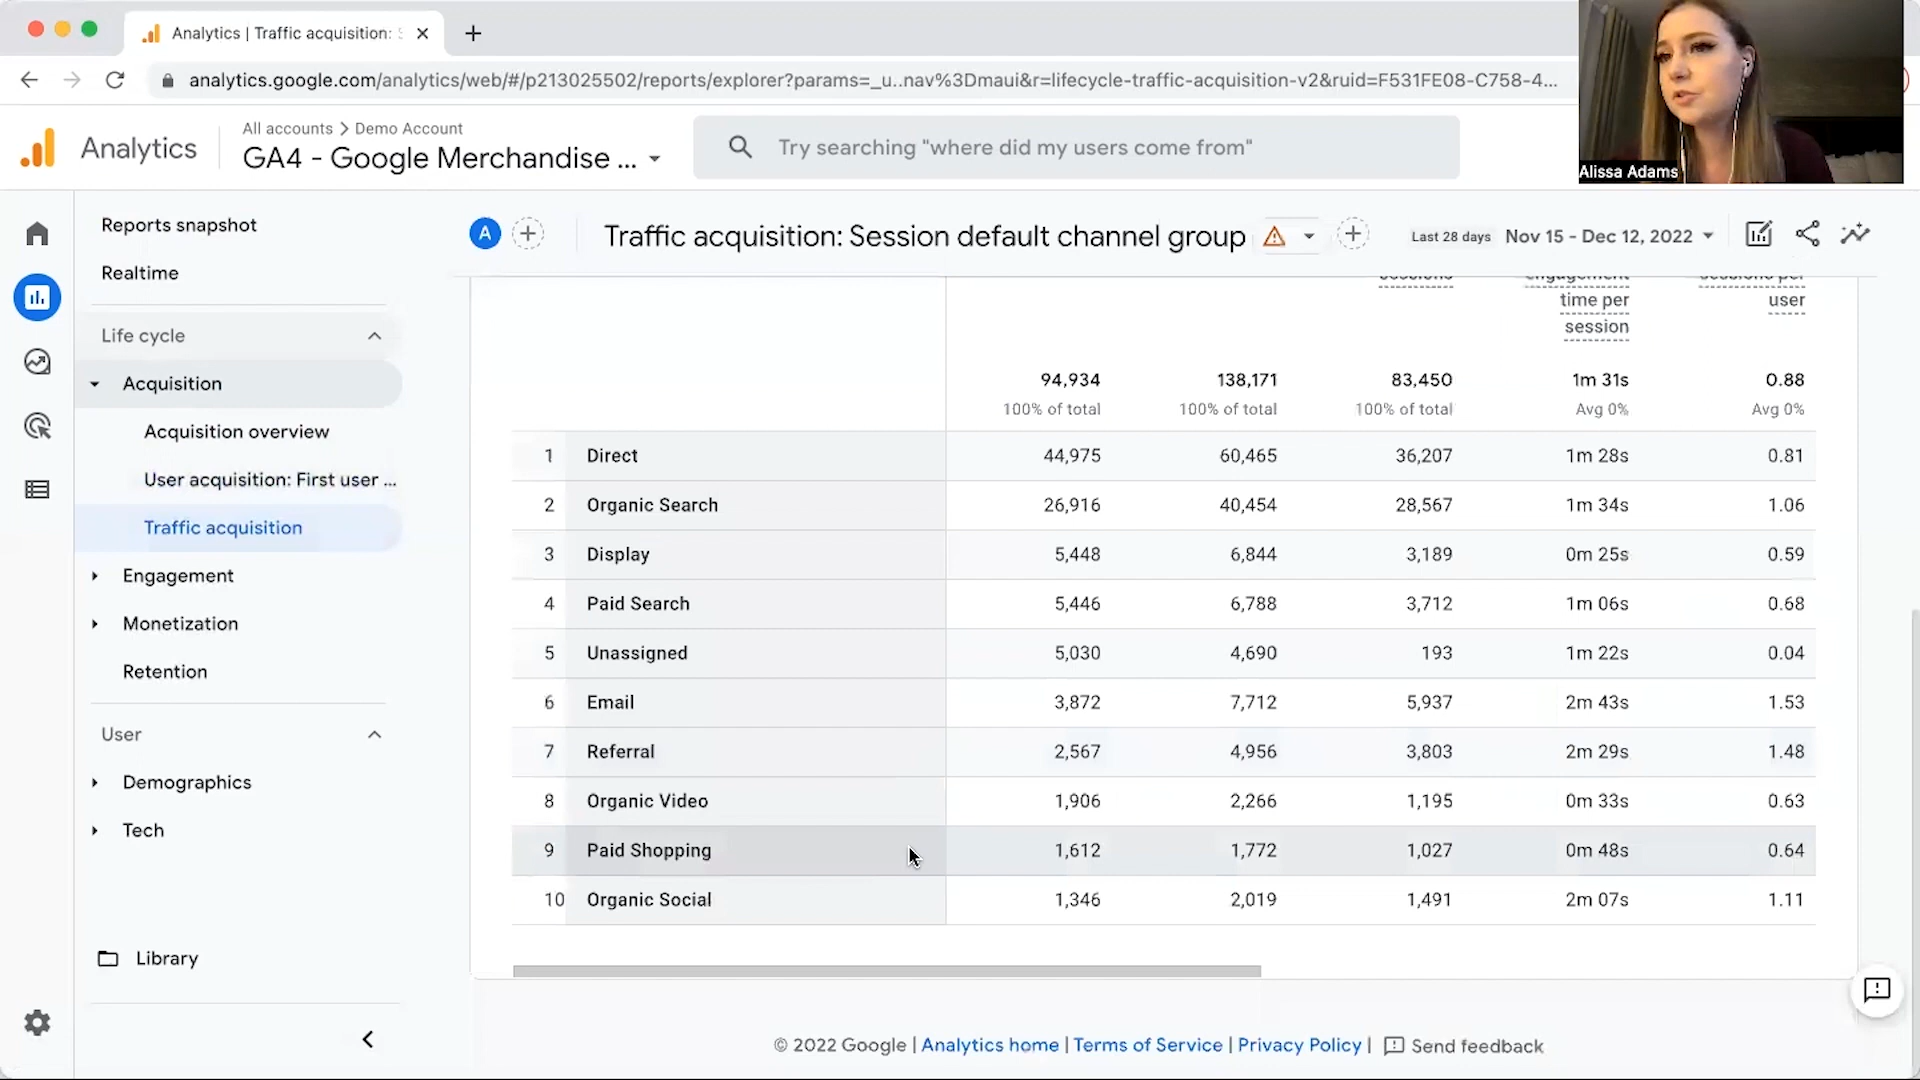 Analytics | Traffic acquisition: S
analytics.google.com/analytics/web/#/p213025502/reports/explorer?params=_u..nav%3Dmaui&r=lifecycle-traffic-acquisition-v2&ruid=F531FE08-C758-4...
Analytics
All accounts > Demo Account
GA4 - Google Merchandise ...
Try searching "where did my users come from"
Alissa Adams
Reports snapshot
Realtime
Life cycle
Acquisition
Acquisition overview
User acquisition: First user ...
Traffic acquisition
Engagement
Monetization
Retention
User
Demographics
Tech
Library
A
Traffic acquisition: Session default channel group
Last 28 days Nov 15 - Dec 12, 2022
sessions engagement sessions per
time per user
session
94,934 138,171 83,450 1m 31s 0.88
100% of total 100% of total 100% of total Avg 0% Avg 0%
1 Direct 44,975 60,465 36,207 1m 28s 0.81
2 Organic Search 26,916 40,454 28,567 1m 34s 1.06
3 Display 5,448 6,844 3,189 0m 25s 0.59
4 Paid Search 5,446 6,788 3,712 1m 06s 0.68
5 Unassigned 5,030 4,690 193 1m 22s 0.04
6 Email 3,872 7,712 5,937 2m 43s 1.53
7 Referral 2,567 4,956 3,803 2m 29s 1.48
8 Organic Video 1,906 2,266 1,195 0m 33s 0.63
9 Paid Shopping 1,612 1,772 1,027 0m 48s 0.64
10 Organic Social 1,346 2,019 1,491 2m 07s 1.11
© 2022 Google | Analytics home | Terms of Service | Privacy Policy | Send feedback